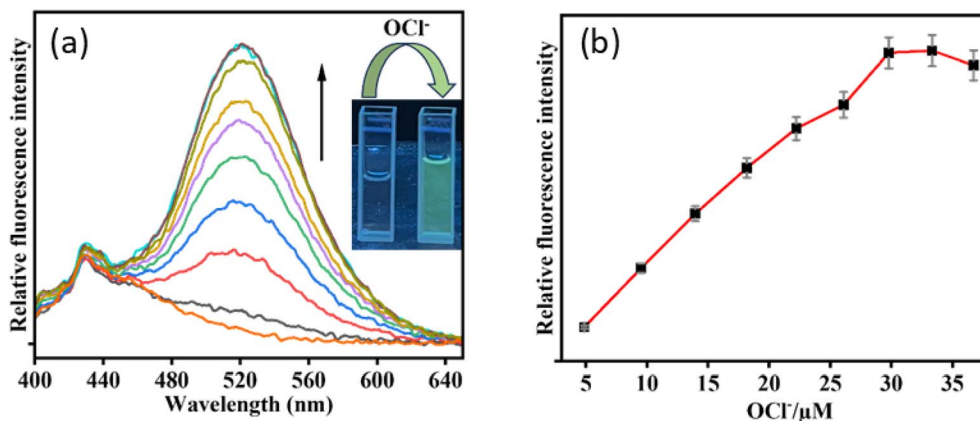 (a)
OCl⁻
Relative fluorescence intensity
400 440 480 520 560 600 640
Wavelength (nm)
(b)
Relative fluorescence intensity
5 10 15 20 25 30 35
OCl⁻/μM